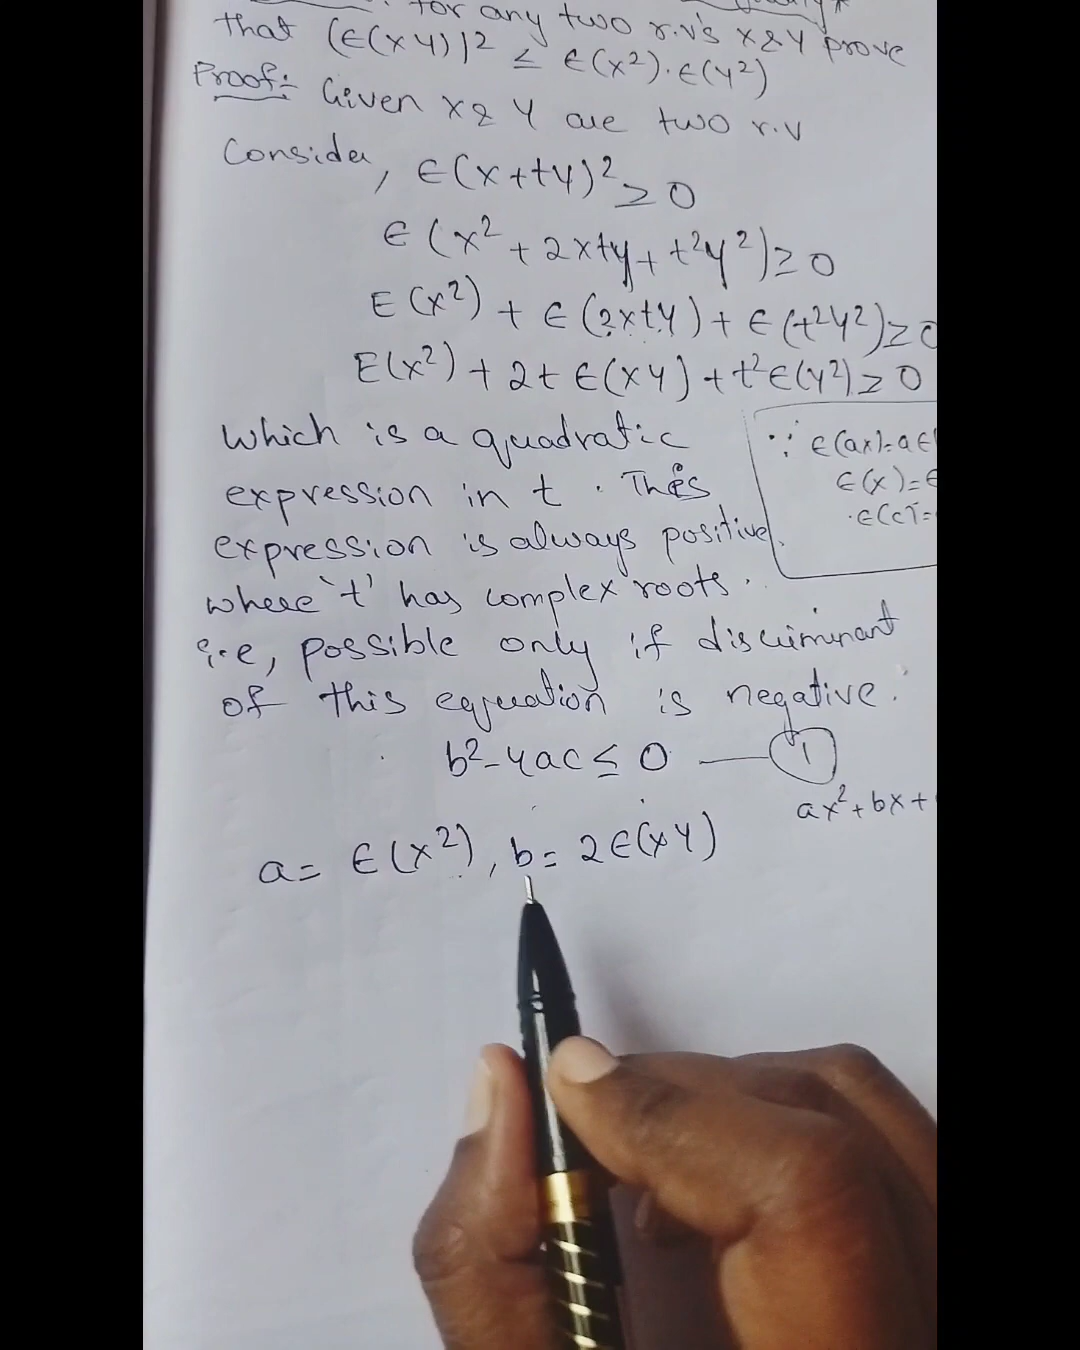 for any two r.v's X & Y prove
that (E(XY))² ≤ E(X²).E(Y²)
Proof:- Given X & Y are two r.v
Consider, E(X+tY)² ≥ 0
E(X²+2XtY+t²Y²) ≥ 0
E(X²) + E(2XtY) + E(t²Y²) ≥ 0
E(X²) + 2t E(XY) + t²E(Y²) ≥ 0
which is a quadratic
expression in t. This
expression is always positive.
where 't' has complex roots.
i.e, possible only if discriminant
of this equation is negative.
∵ E(ax)=aE
E(x)=E
E(c)=
b²-4ac ≤ 0 — ①
ax²+bx+
a= E(X²), b= 2E(XY)